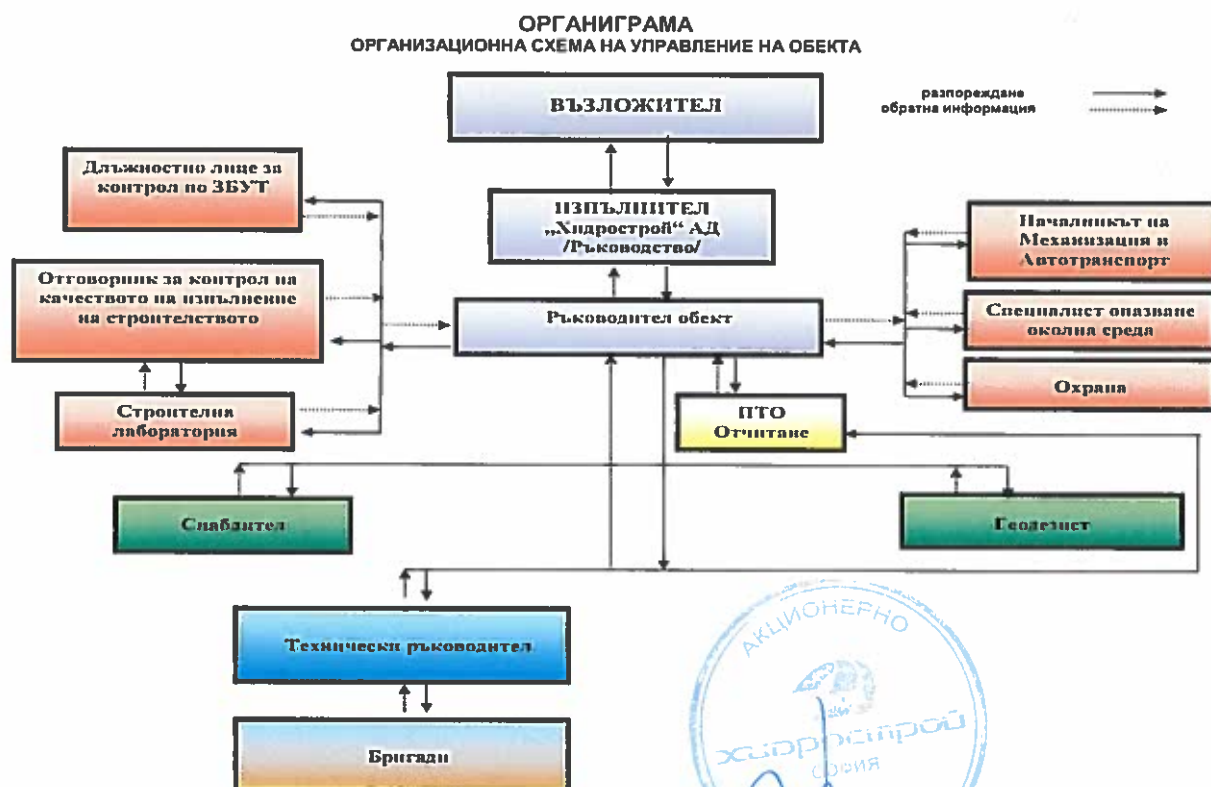 ОРГАНИГРАМА
ОРГАНИЗАЦИОННА СХЕМА НА УПРАВЛЕНИЕ НА ОБЕКТА
ВЪЗЛОЖИТЕЛ
разпореждане
обратна информация
Длъжностно лице за
контрол по ЗБУТ
ИЗПЪЛНИТЕЛ
„Хидрострой“ АД
/Ръководство/
Началникът на
Механизация и
Автотранспорт
Отговорник за контрол на
качеството на изпълнение
на строителството
Ръководител обект
Специалист опазване
околна среда
Охрана
Строителна
лаборатория
ПТО
Отчитане
Снабдител
Геодезист
Технически ръководител
Бригади
АКЦИОНЕРНО
хидрострой
СОФИЯ